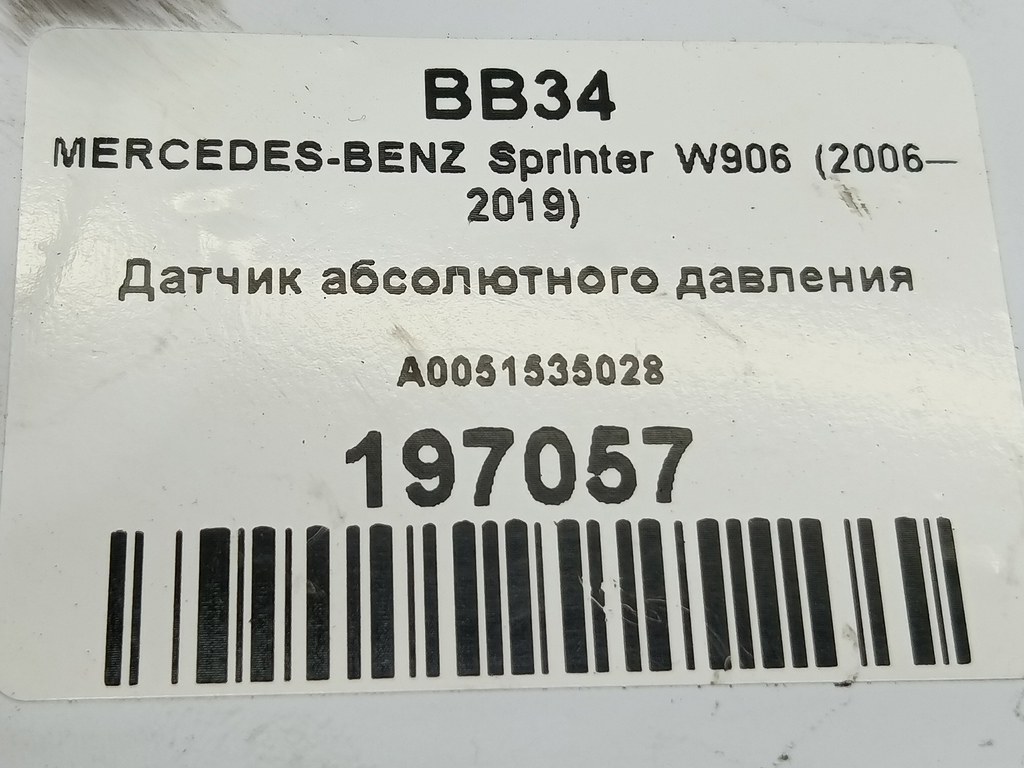 BB34
MERCEDES-BENZ Sprinter W906 (2006—
2019)
Датчик абсолютного давления
A0051535028
197057